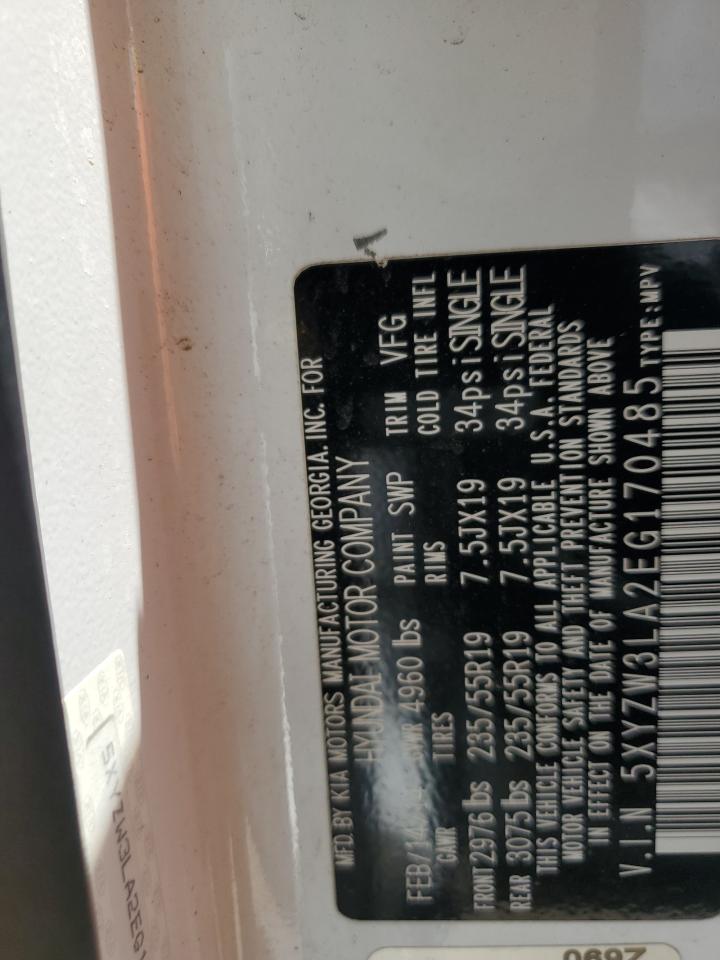 MFD. BY KIA MOTORS MANUFACTURING GEORGIA. INC. FOR
HYUNDAI MOTOR COMPANY
FEB/14 GVWR 4960 lbs PAINT SWP TRIM VFG
GAWR TIRES RIMS COLD TIRE INFL
FRONT 2976 lbs 235/55R19 7.5JX19 34psi SINGLE
REAR 3075 lbs 235/55R19 7.5JX19 34psi SINGLE
THIS VEHICLE CONFORMS TO ALL APPLICABLE U.S.A. FEDERAL
MOTOR VEHICLE SAFETY AND THEFT PREVENTION STANDARDS
IN EFFECT ON THE DATE OF MANUFACTURE SHOWN ABOVE
V.I.N 5XYZW3LA2EG170485 TYPE:MPV
5XYZW3LA2EG1
069Z